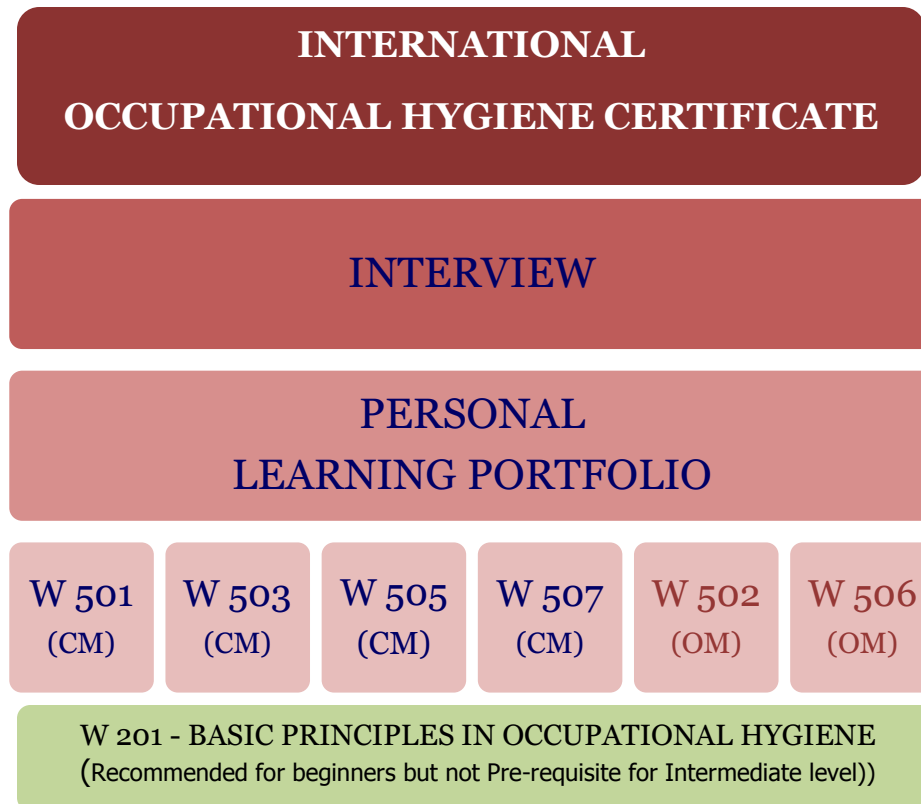 INTERNATIONAL
OCCUPATIONAL HYGIENE CERTIFICATE
INTERVIEW
PERSONAL
LEARNING PORTFOLIO
W 501
(CM)
W 503
(CM)
W 505
(CM)
W 507
(CM)
W 502
(OM)
W 506
(OM)
W 201 - BASIC PRINCIPLES IN OCCUPATIONAL HYGIENE
(Recommended for beginners but not Pre-requisite for Intermediate level))